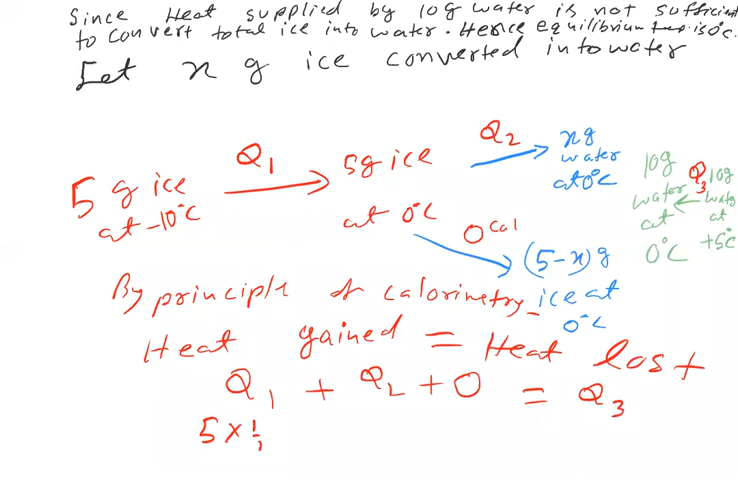 Since Heat supplied by 10g water is not sufficient
to convert total ice into water. Hence equilibrium temp is 0°C.
Let x g ice converted into water
5 g ice
at -10°C
Q1
5g ice
at 0°C
Q2
x g
water
at 0°C
0 Cal
(5-x) g
ice at
0°C
10g
water
at
0°C
Q3
10g
water
at
+5°C
By principle of calorimetry
Heat gained = Heat lost
Q1 + Q2 + 0 = Q3
5 × 1/